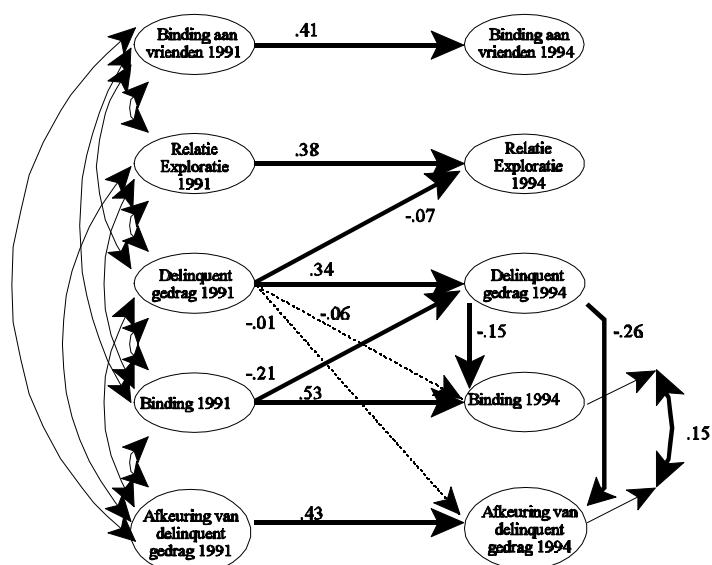 Binding aan
vrienden 1991
.41
Binding aan
vrienden 1994
Relatie
Exploratie
1991
.38
Relatie
Exploratie
1994
-.07
Delinquent
gedrag 1991
.34
Delinquent
gedrag 1994
-.01
-.06
-.15
-.26
-.21
Binding 1991
.53
Binding 1994
.15
Afkeuring van
delinquent
gedrag 1991
.43
Afkeuring van
delinquent
gedrag 1994